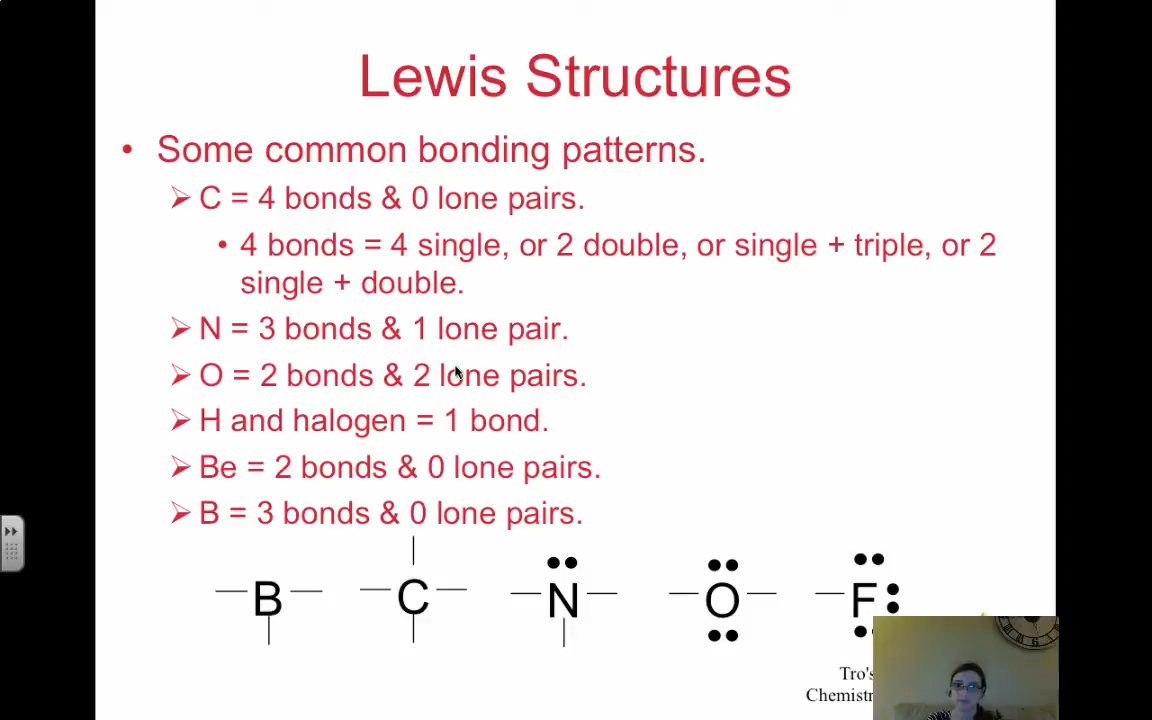 Lewis Structures
• Some common bonding patterns.
➢ C = 4 bonds & 0 lone pairs.
• 4 bonds = 4 single, or 2 double, or single + triple, or 2
single + double.
➢ N = 3 bonds & 1 lone pair.
➢ O = 2 bonds & 2 lone pairs.
➢ H and halogen = 1 bond.
➢ Be = 2 bonds & 0 lone pairs.
➢ B = 3 bonds & 0 lone pairs.
B C N O F
Tro's